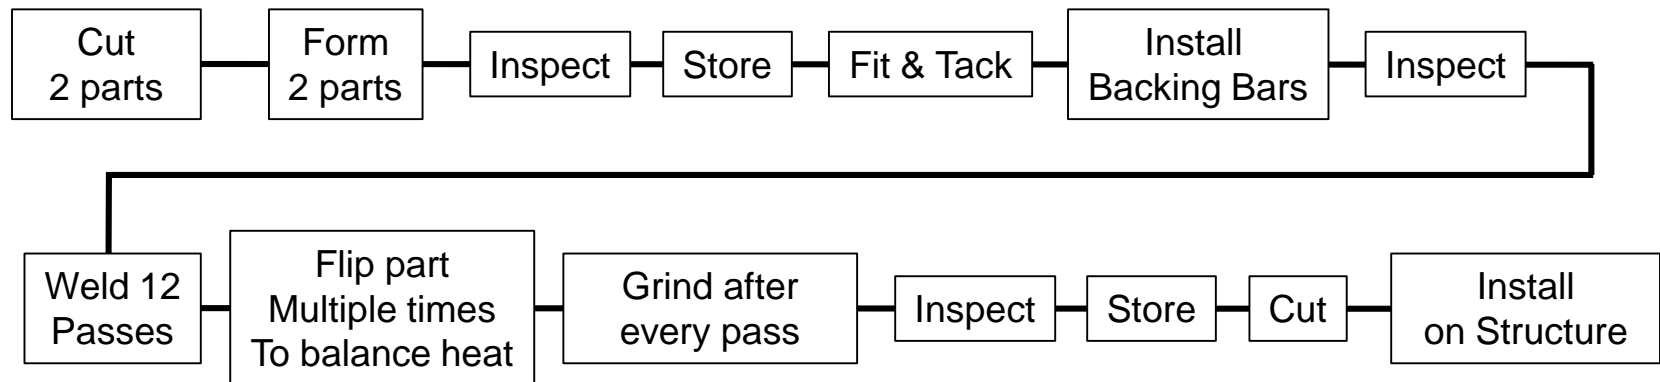 Cut
2 parts
Form
2 parts
Inspect
Store
Fit & Tack
Install
Backing Bars
Inspect
Weld 12
Passes
Flip part
Multiple times
To balance heat
Grind after
every pass
Inspect
Store
Cut
Install
on Structure